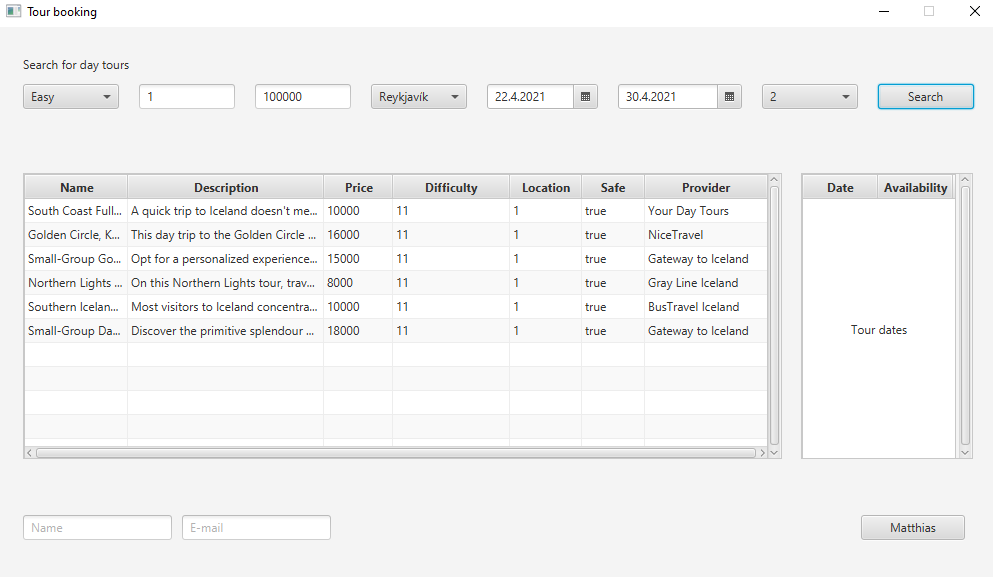 Tour booking
Search for day tours
Easy 1 100000 Reykjavík 22.4.2021 30.4.2021 2 Search
Name Description Price Difficulty Location Safe Provider Date Availability
South Coast Full... A quick trip to Iceland doesn't me... 10000 11 1 true Your Day Tours
Golden Circle, K... This day trip to the Golden Circle ... 16000 11 1 true NiceTravel
Small-Group Go... Opt for a personalized experience... 15000 11 1 true Gateway to Iceland
Northern Lights ... On this Northern Lights tour, trav... 8000 11 1 true Gray Line Iceland
Southern Icelan... Most visitors to Iceland concentra... 10000 11 1 true BusTravel Iceland
Small-Group Da... Discover the primitive splendour ... 18000 11 1 true Gateway to Iceland
Tour dates
Name E-mail Matthias